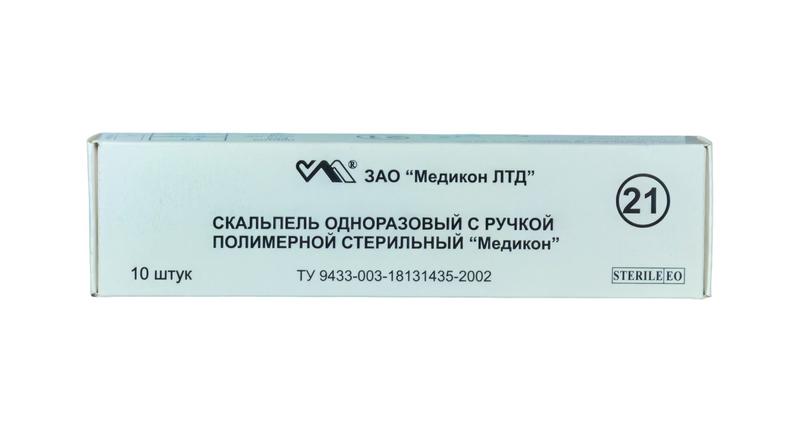 ® ЗАО “Медикон ЛТД”
21
СКАЛЬПЕЛЬ ОДНОРАЗОВЫЙ С РУЧКОЙ
ПОЛИМЕРНОЙ СТЕРИЛЬНЫЙ “Медикон”
10 штук
ТУ 9433-003-18131435-2002
STERILE EO